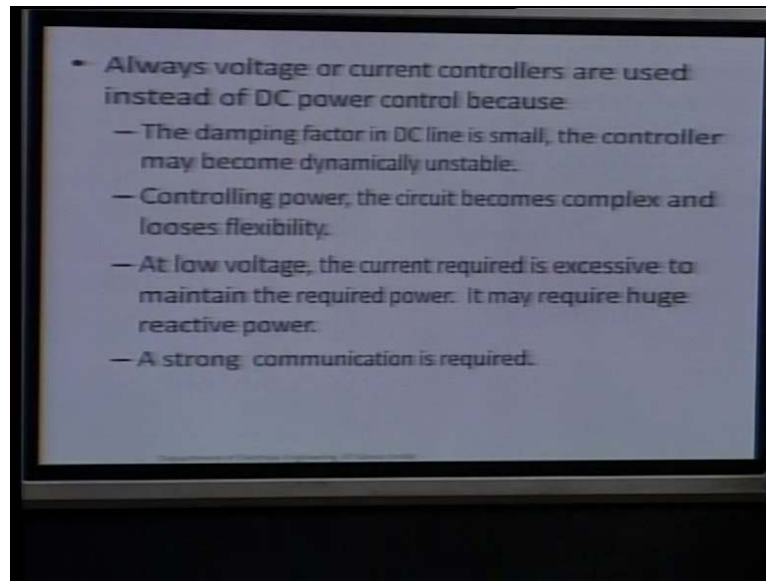 • Always voltage or current controllers are used
instead of DC power control because
– The damping factor in DC line is small, the controller
may become dynamically unstable.
– Controlling power, the circuit becomes complex and
looses flexibility.
– At low voltage, the current required is excessive to
maintain the required power. It may require huge
reactive power.
– A strong communication is required.